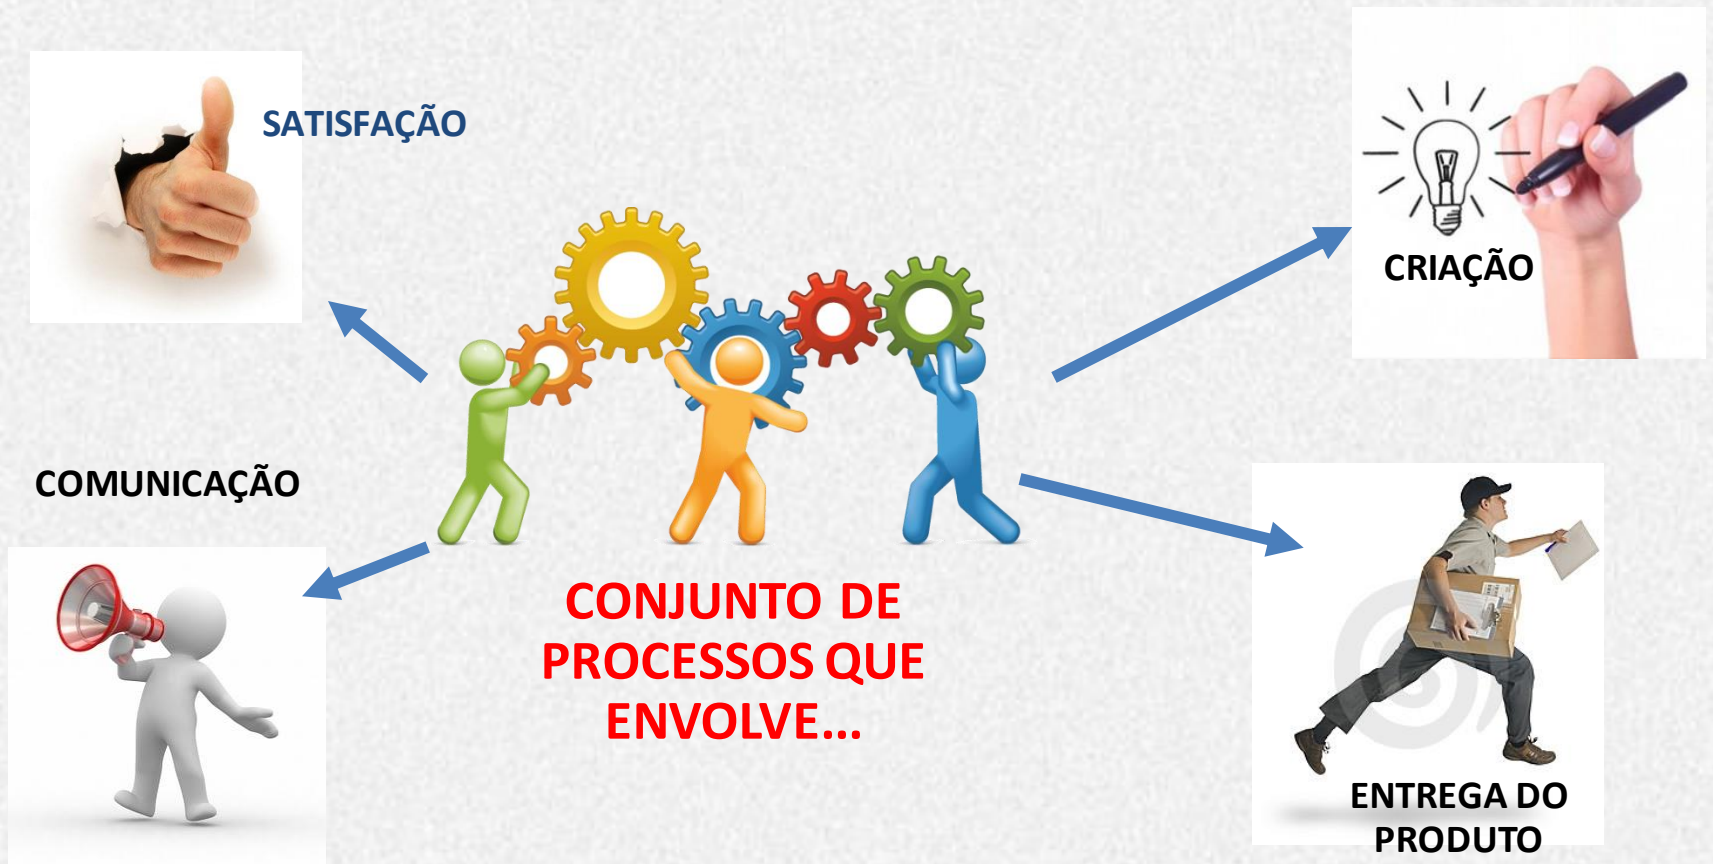 SATISFAÇÃO
CRIAÇÃO
COMUNICAÇÃO
CONJUNTO DE
PROCESSOS QUE
ENVOLVE...
ENTREGA DO
PRODUTO